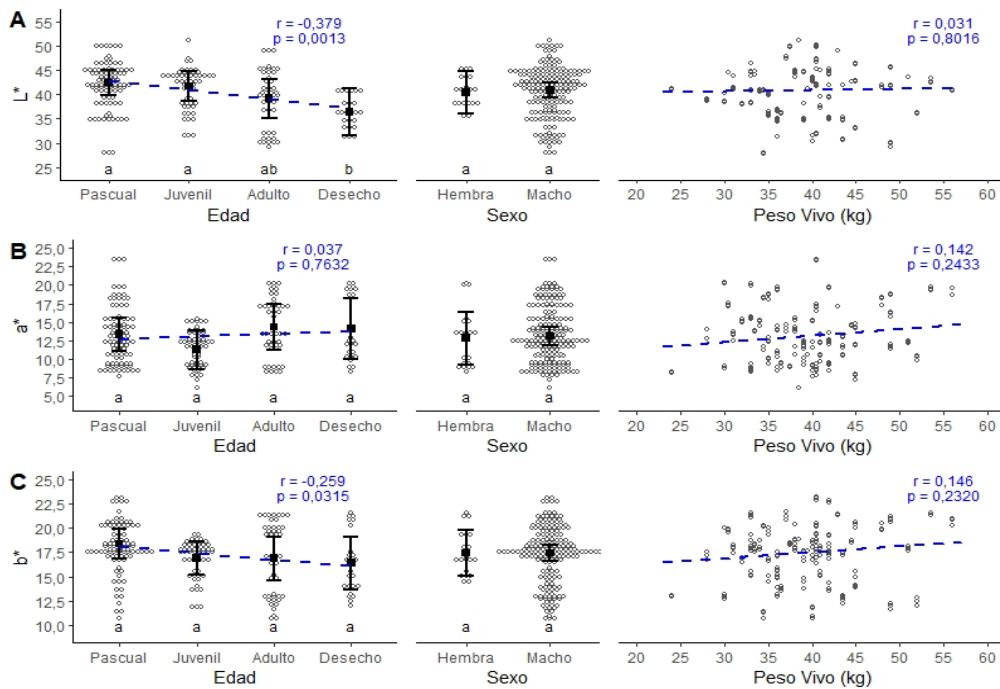 A
L*
55
50
45
40
35
30
25
r = -0,379
p = 0,0013
a
a
ab
b
Pascual Juvenil Adulto Desecho
Edad
a
a
Hembra Macho
Sexo
r = 0,031
p = 0,8016
20 25 30 35 40 45 50 55 60
Peso Vivo (kg)
B
a*
25,0
22,5
20,0
17,5
15,0
12,5
10,0
7,5
5,0
r = 0,037
p = 0,7632
a
a
a
a
Pascual Juvenil Adulto Desecho
Edad
a
a
Hembra Macho
Sexo
r = 0,142
p = 0,2433
20 25 30 35 40 45 50 55 60
Peso Vivo (kg)
C
b*
25,0
22,5
20,0
17,5
15,0
12,5
10,0
r = -0,259
p = 0,0315
a
a
a
a
Pascual Juvenil Adulto Desecho
Edad
a
a
Hembra Macho
Sexo
r = 0,146
p = 0,2320
20 25 30 35 40 45 50 55 60
Peso Vivo (kg)